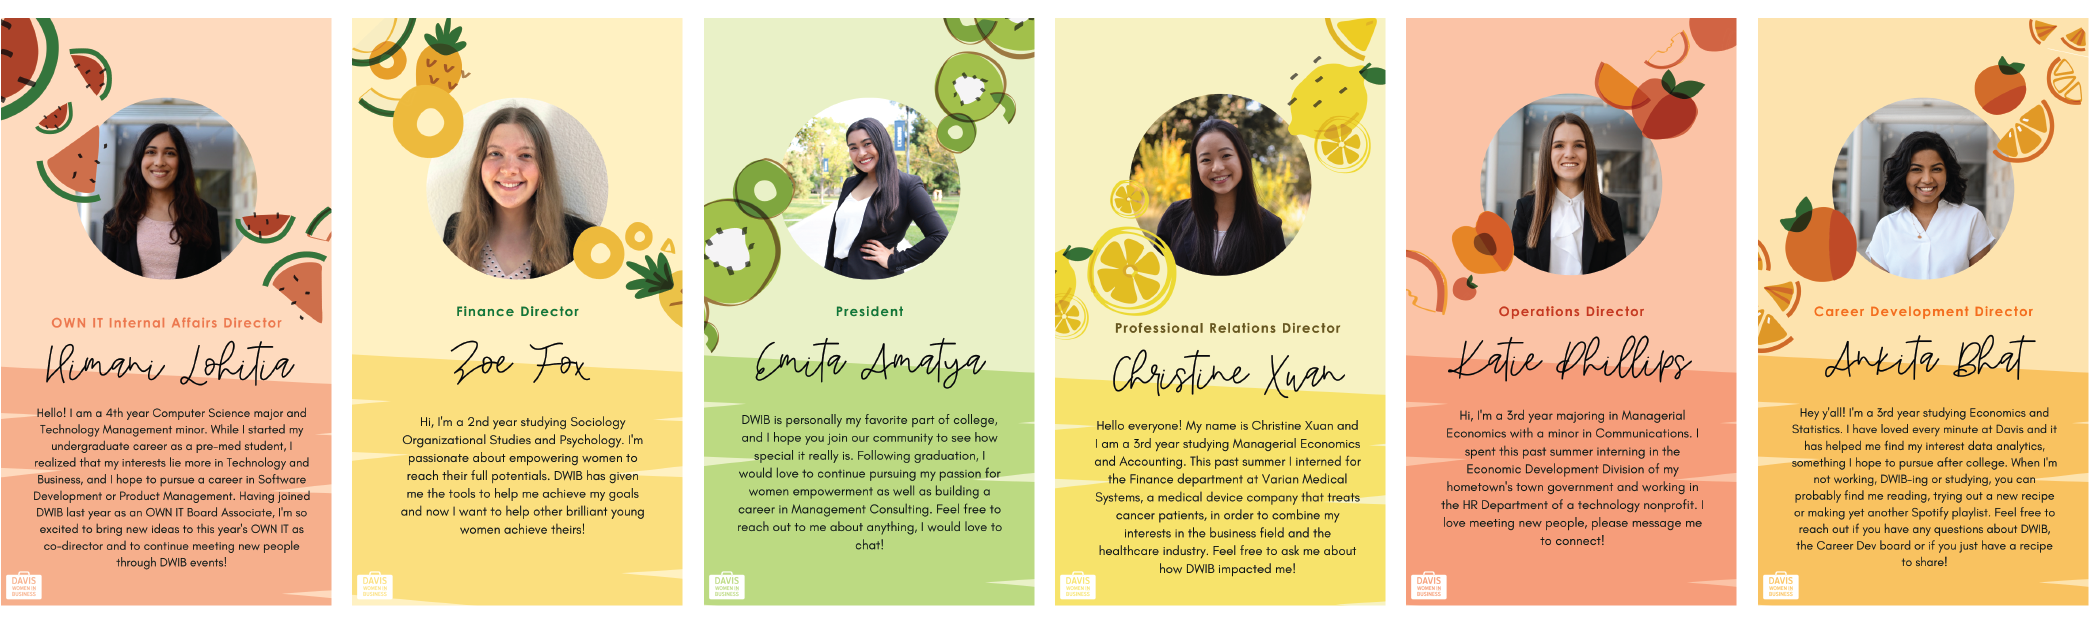 OWN IT Internal Affairs Director
Himani Lohitia
Hello! I am a 4th year Computer Science major and
Technology Management minor. While I started my
undergraduate career as a pre-med student, I
realized that my interests lie more in Technology and
Business, and I hope to pursue a career in Software
Development or Product Management. Having joined
DWIB last year as an OWN IT Board Associate, I'm so
excited to bring new ideas to this year's OWN IT as
co-director and to continue meeting new people
through DWIB events!
DAVIS
WOMEN IN
BUSINESS
Finance Director
Zoe Fox
Hi, I'm a 2nd year studying Sociology
Organizational Studies and Psychology. I'm
passionate about empowering women to
reach their full potentials. DWIB has given
me the tools to help me achieve my goals
and now I want to help other brilliant young
women achieve theirs!
DAVIS
WOMEN IN
BUSINESS
President
Emita Amatya
DWIB is personally my favorite part of college,
and I hope you join our community to see how
special it really is. Following graduation, I
would love to continue pursuing my passion for
women empowerment as well as building a
career in Management Consulting. Feel free to
reach out to me about anything, I would love to
chat!
DAVIS
WOMEN IN
BUSINESS
Professional Relations Director
Christine Xuan
Hello everyone! My name is Christine Xuan and
I am a 3rd year studying Managerial Economics
and Accounting. This past summer I interned for
the Finance department at Varian Medical
Systems, a medical device company that treats
cancer patients, in order to combine my
interests in the business field and the
healthcare industry. Feel free to ask me about
how DWIB impacted me!
DAVIS
WOMEN IN
BUSINESS
Operations Director
Katie Phillips
Hi, I'm a 3rd year majoring in Managerial
Economics with a minor in Communications. I
spent this past summer interning in the
Economic Development Division of my
hometown's town government and working in
the HR Department of a technology nonprofit. I
love meeting new people, please message me
to connect!
DAVIS
WOMEN IN
BUSINESS
Career Development Director
Ankita Bhat
Hey y'all! I'm a 3rd year studying Economics and
Statistics. I have loved every minute at Davis and it
has helped me find my interest data analytics,
something I hope to pursue after college. When I'm
not working, DWIB-ing or studying, you can
probably find me reading, trying out a new recipe
or making yet another Spotify playlist. Feel free to
reach out if you have any questions about DWIB,
the Career Dev board or if you just have a recipe
to share!
DAVIS
WOMEN IN
BUSINESS